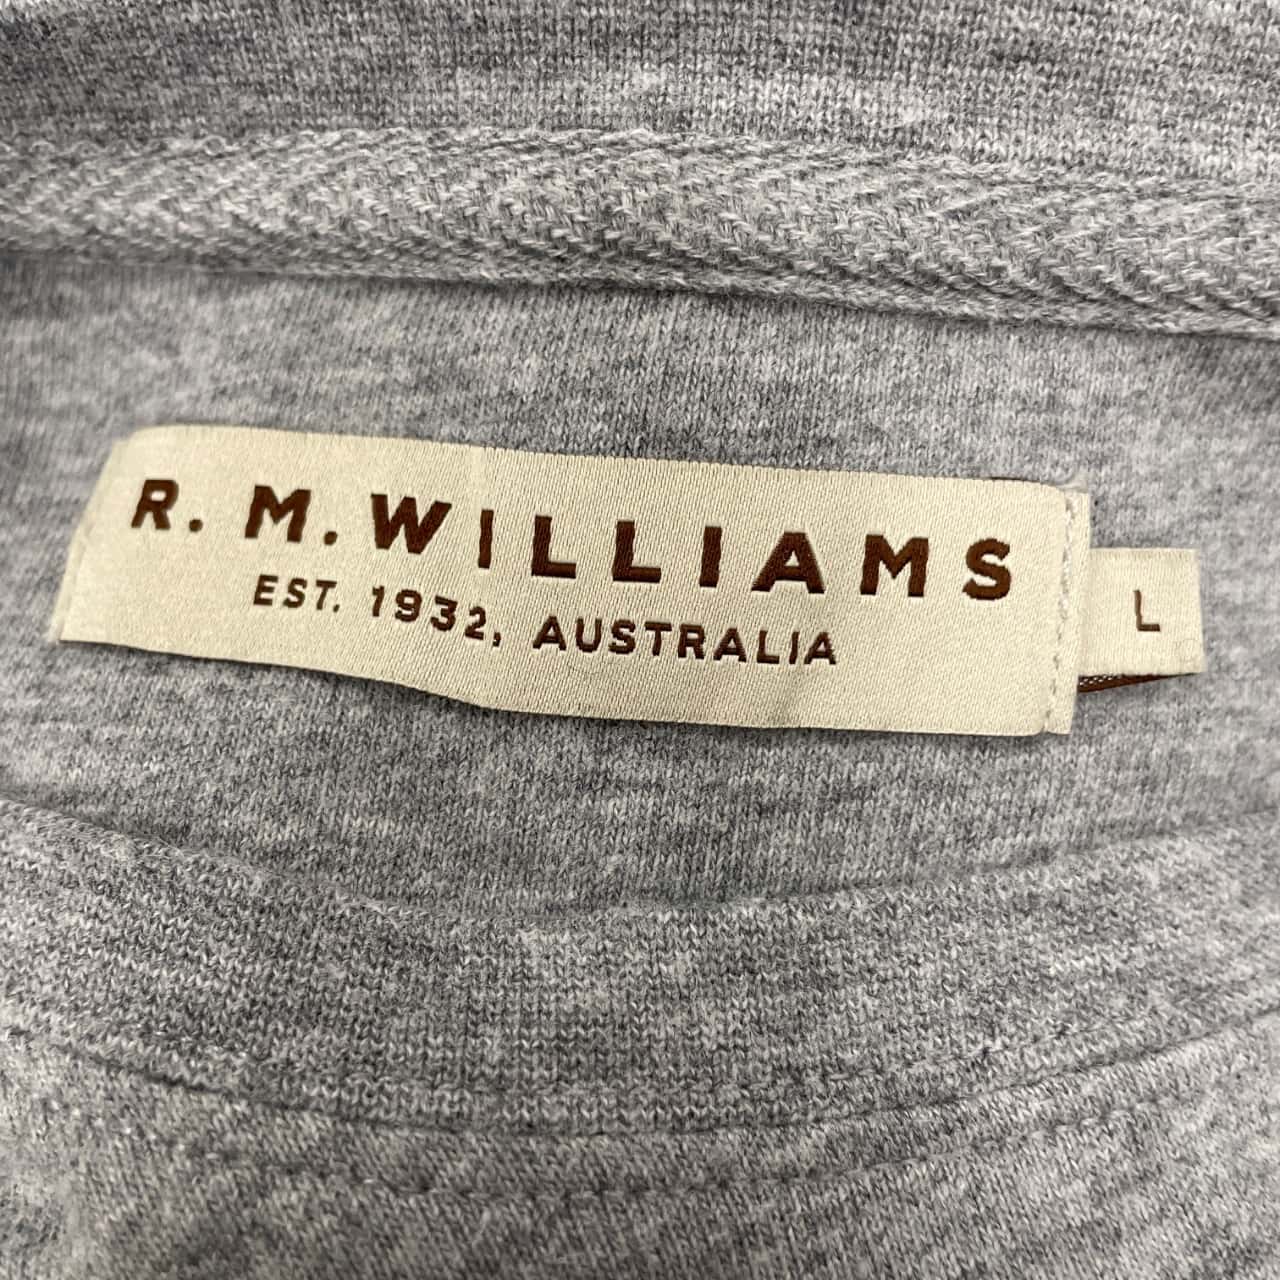 R. M. WILLIAMS
EST. 1932, AUSTRALIA
L